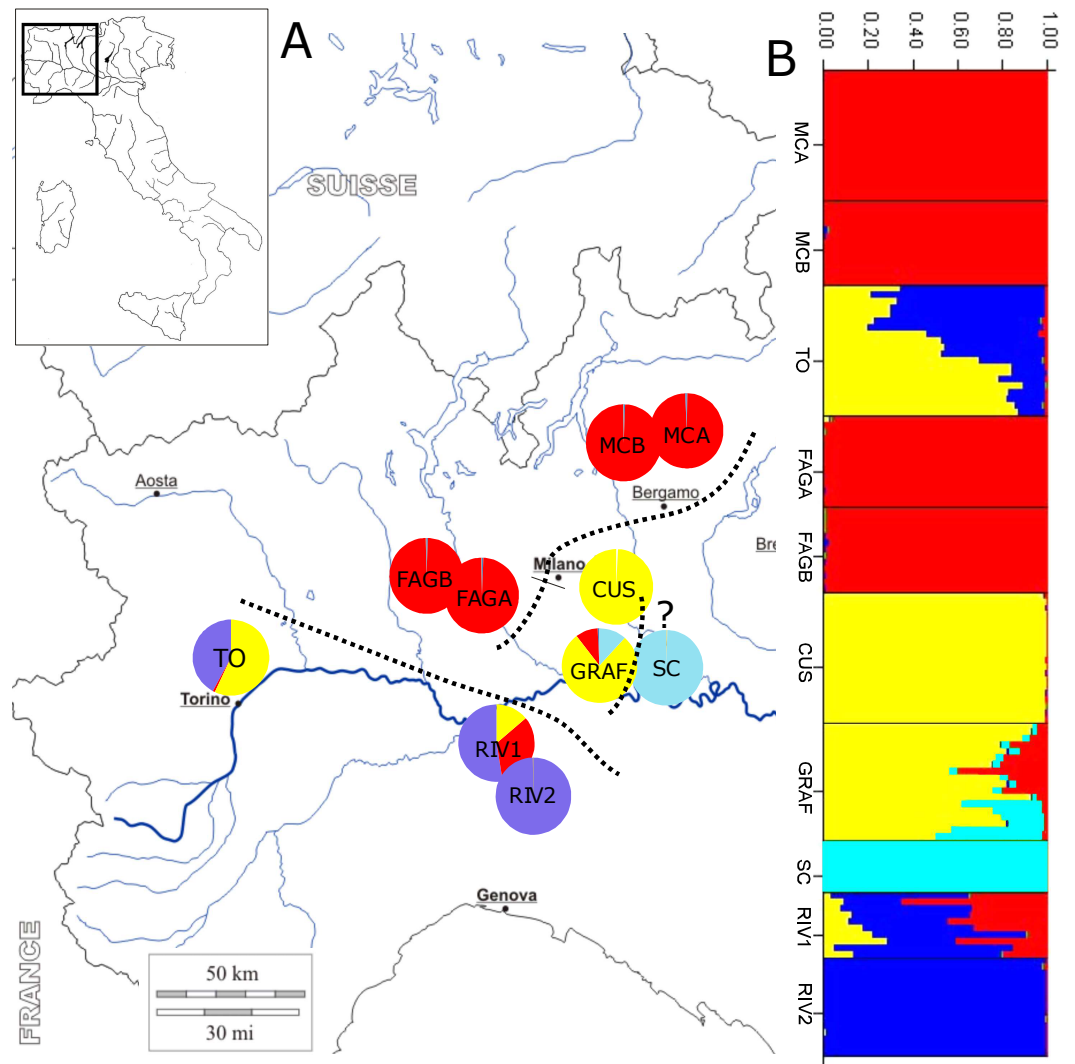 A
B
0.00
0.20
0.40
0.60
0.80
1.00
SUISSE
MCA
MCB
TO
FAGA
FAGB
CUS
GRAF
SC
RIV1
RIV2
MCB
MCA
Aosta
Bergamo
Milano
Bre
FAGB
FAGA
CUS
?
TO
GRAF
SC
Torino
RIV1
RIV2
Genova
FRANCE
50 km
30 mi